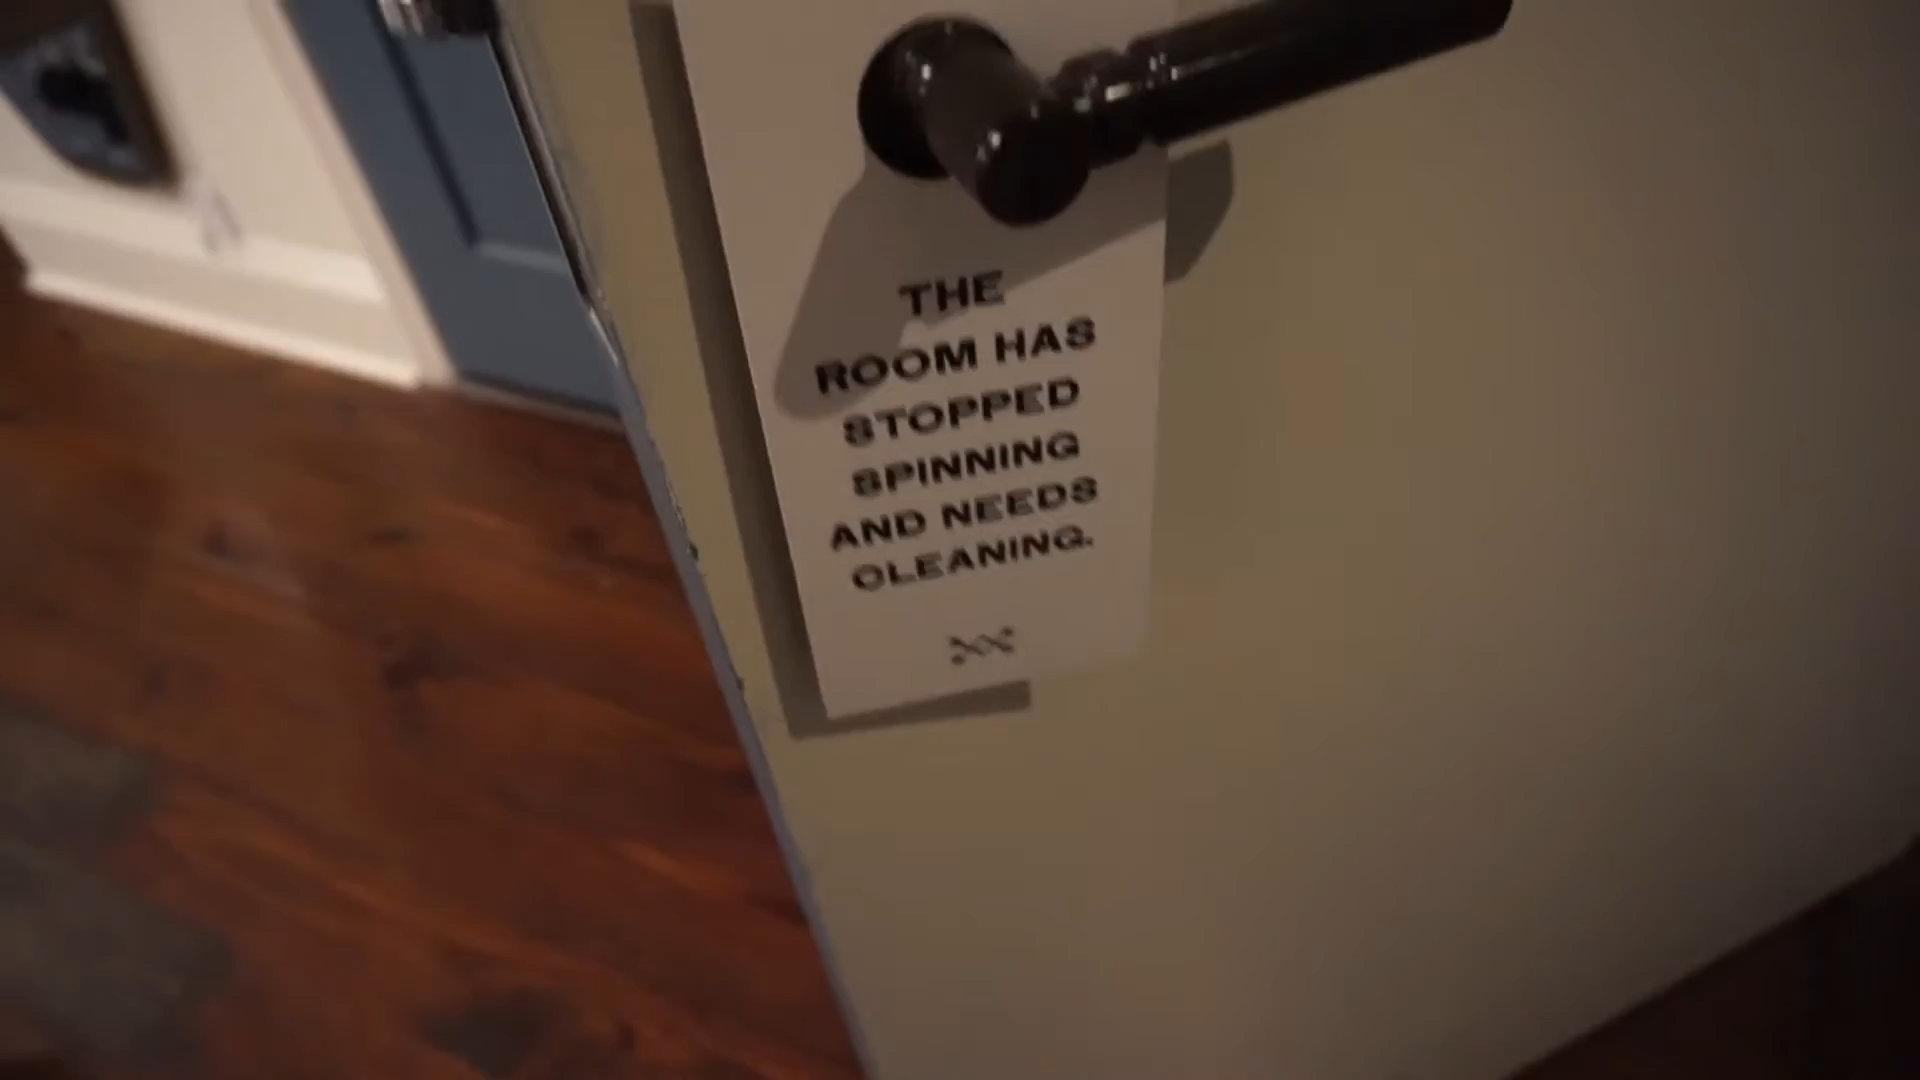 THE
ROOM HAS
STOPPED
SPINNING
AND NEEDS
CLEANING.